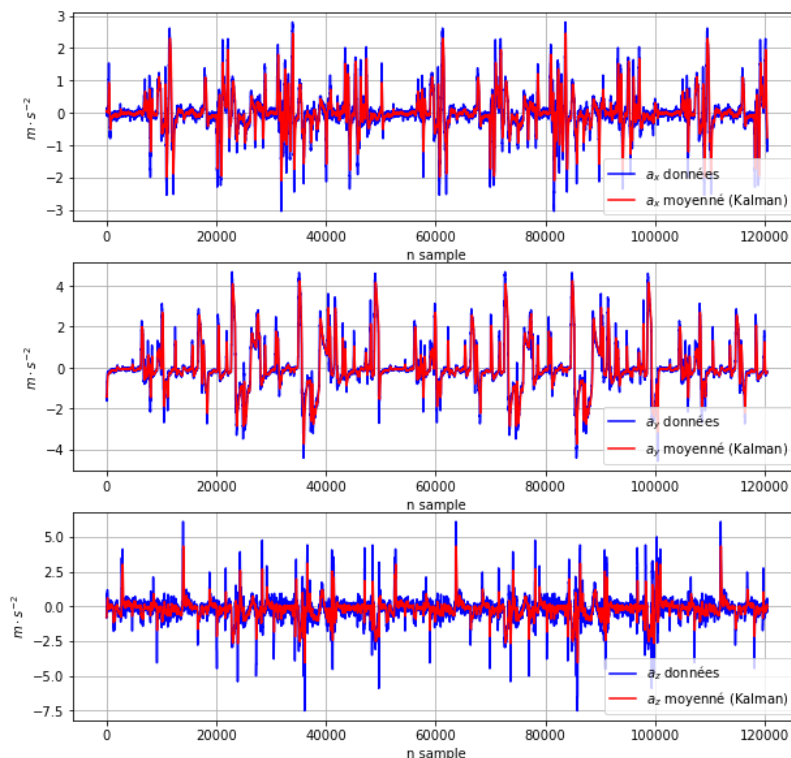 3
2
1
0
−1
−2
−3
m · s⁻²
0 20000 40000 60000 80000 100000 120000
n sample
aₓ données
aₓ moyenné (Kalman)
4
2
0
−2
−4
m · s⁻²
0 20000 40000 60000 80000 100000 120000
n sample
a_y données
a_y moyenné (Kalman)
5.0
2.5
0.0
−2.5
−5.0
−7.5
m · s⁻²
0 20000 40000 60000 80000 100000 120000
n sample
a_z données
a_z moyenné (Kalman)